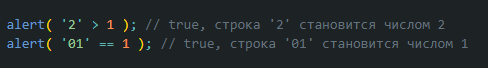 alert( '2' > 1 ); // true, строка '2' становится числом 2
alert( '01' == 1 ); // true, строка '01' становится числом 1